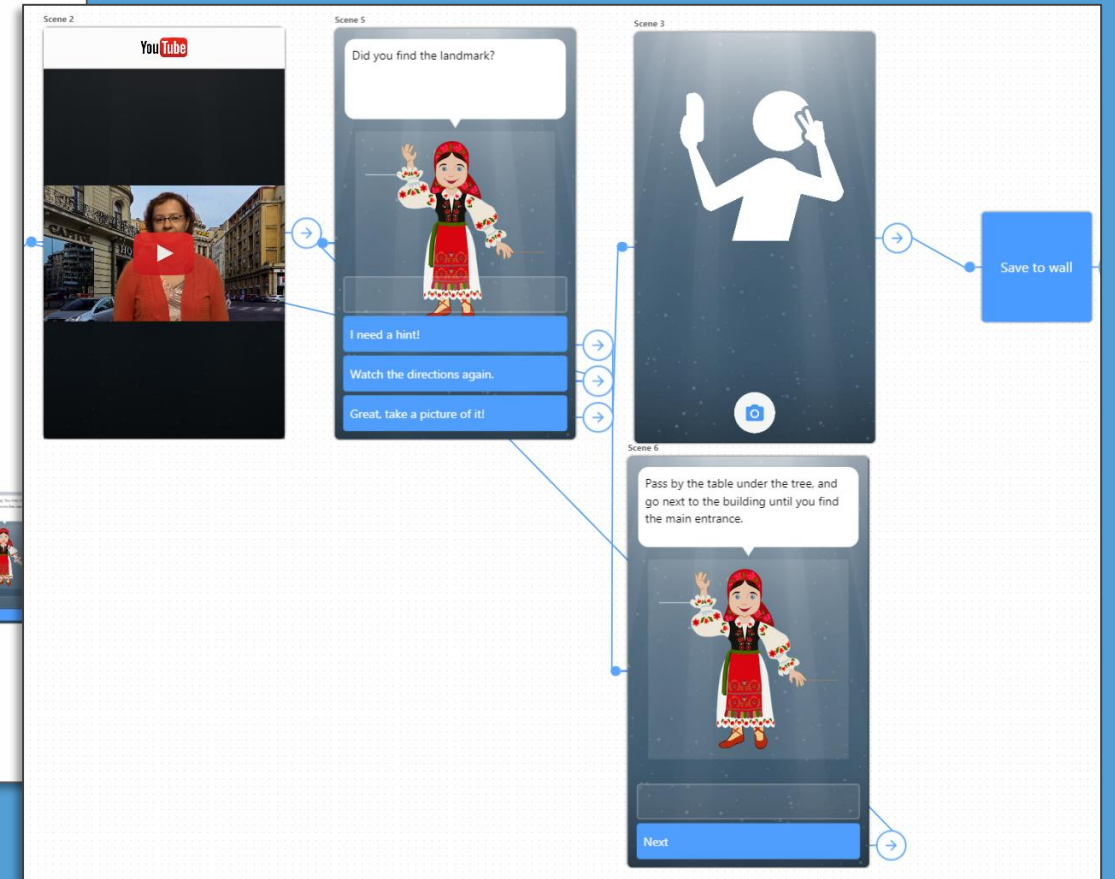 Scene 2
YouTube
Scene 5
Did you find the landmark?
I need a hint!
Watch the directions again.
Great, take a picture of it!
Scene 3
Save to wall
Scene 6
Pass by the table under the tree, and
go next to the building until you find
the main entrance.
Next